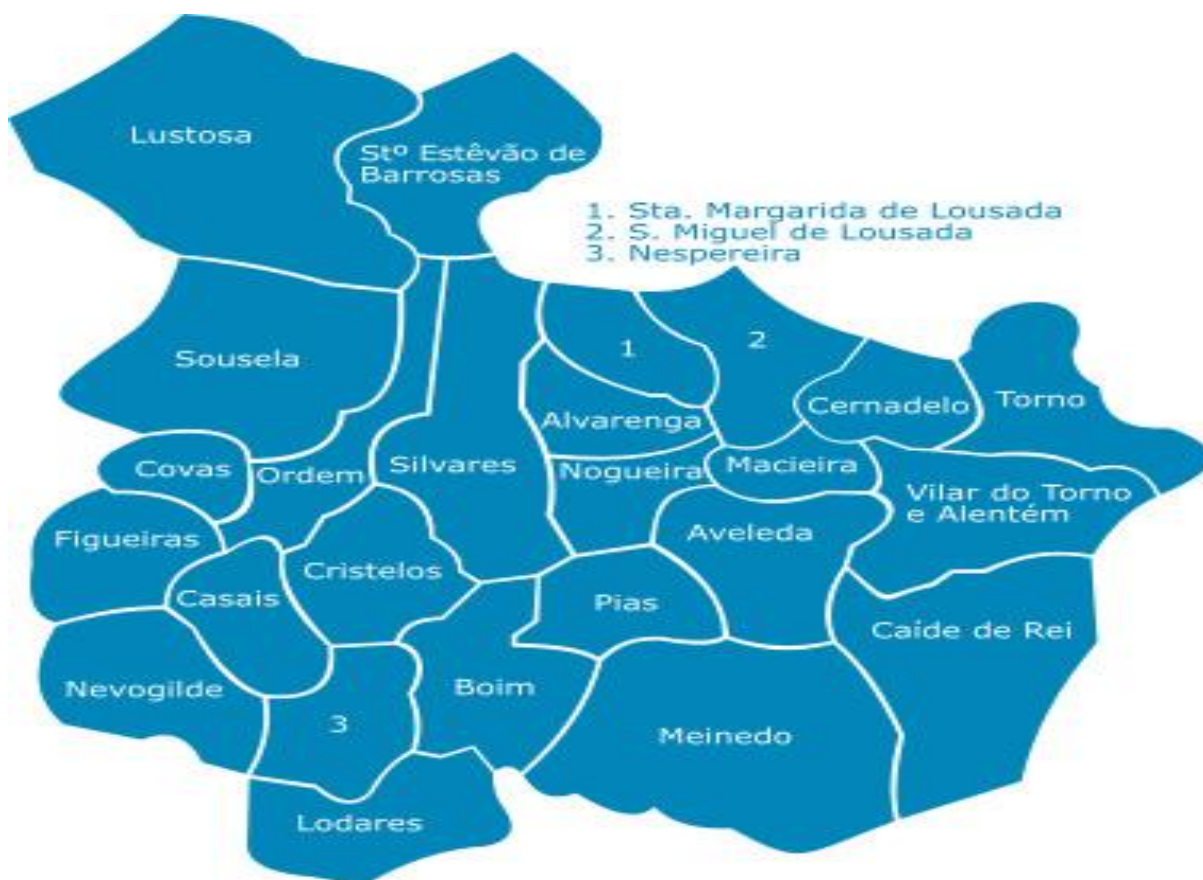 Lustosa
Stº Estêvão de
Barrosas
1. Sta. Margarida de Lousada
2. S. Miguel de Lousada
3. Nespereira
Sousela
1
2
Cernadelo
Torno
Alvarenga
Covas
Ordem
Silvares
Nogueira
Macieira
Vilar do Torno
e Alentém
Figueiras
Aveleda
Cristelos
Casais
Pias
Caíde de Rei
Nevogilde
Boim
3
Meinedo
Lodares